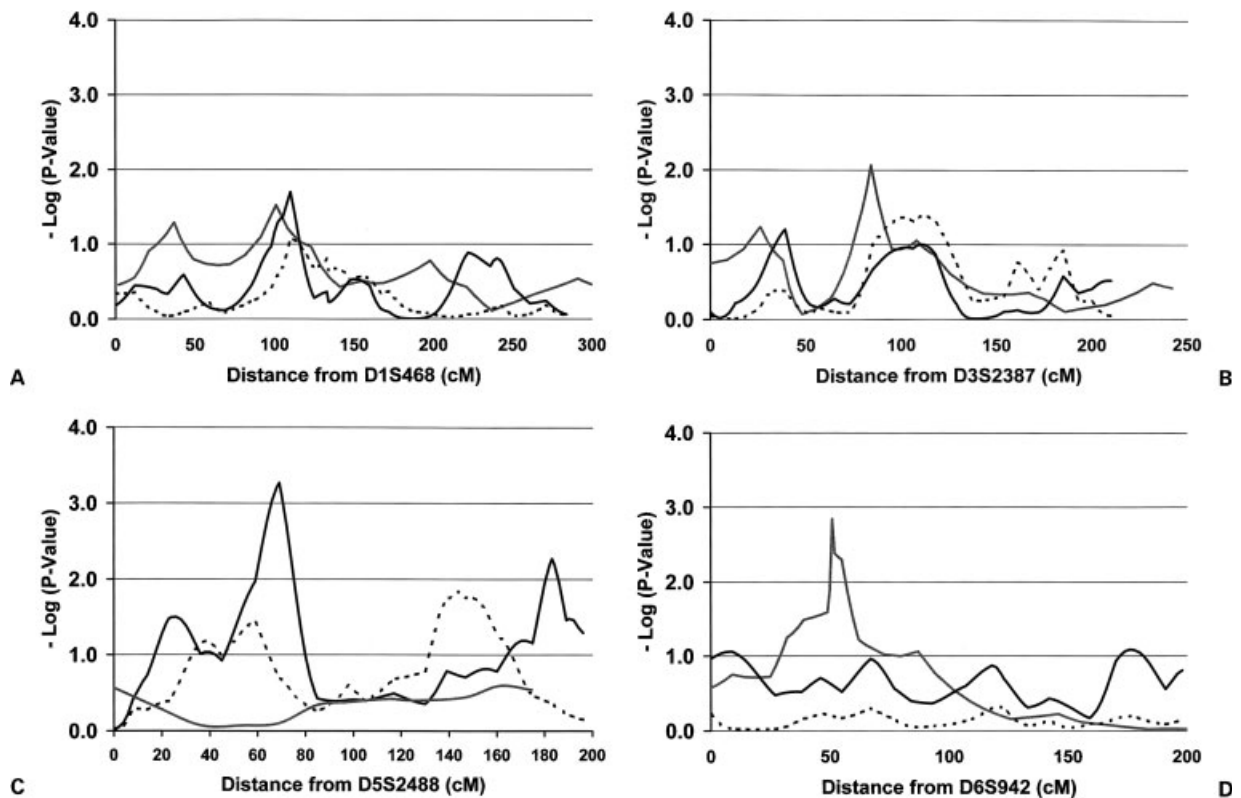 4.0
3.0
2.0
1.0
0.0
- Log (P-Value)
0 50 100 150 200 250 300
Distance from D1S468 (cM)
A
4.0
3.0
2.0
1.0
0.0
- Log (P-Value)
0 50 100 150 200 250
Distance from D3S2387 (cM)
B
4.0
3.0
2.0
1.0
0.0
- Log (P-Value)
0 20 40 60 80 100 120 140 160 180 200
Distance from D5S2488 (cM)
C
4.0
3.0
2.0
1.0
0.0
- Log (P-Value)
0 50 100 150 200
Distance from D6S942 (cM)
D